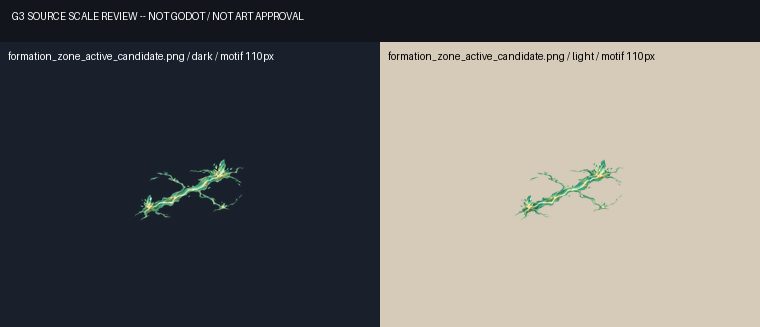 G3 SOURCE SCALE REVIEW -- NOT GODOT / NOT ART APPROVAL
formation_zone_active_candidate.png / dark / motif 110px
formation_zone_active_candidate.png / light / motif 110px